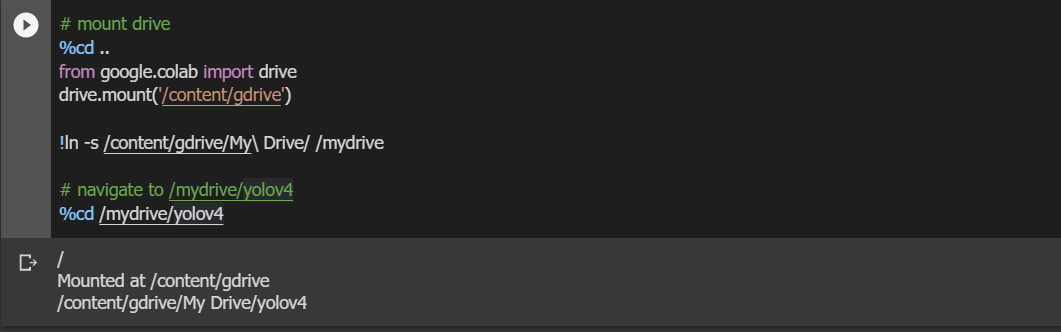 # mount drive
%cd ..
from google.colab import drive
drive.mount('/content/gdrive')
!ln -s /content/gdrive/My\ Drive/ /mydrive
# navigate to /mydrive/yolov4
%cd /mydrive/yolov4
/
Mounted at /content/gdrive
/content/gdrive/My Drive/yolov4